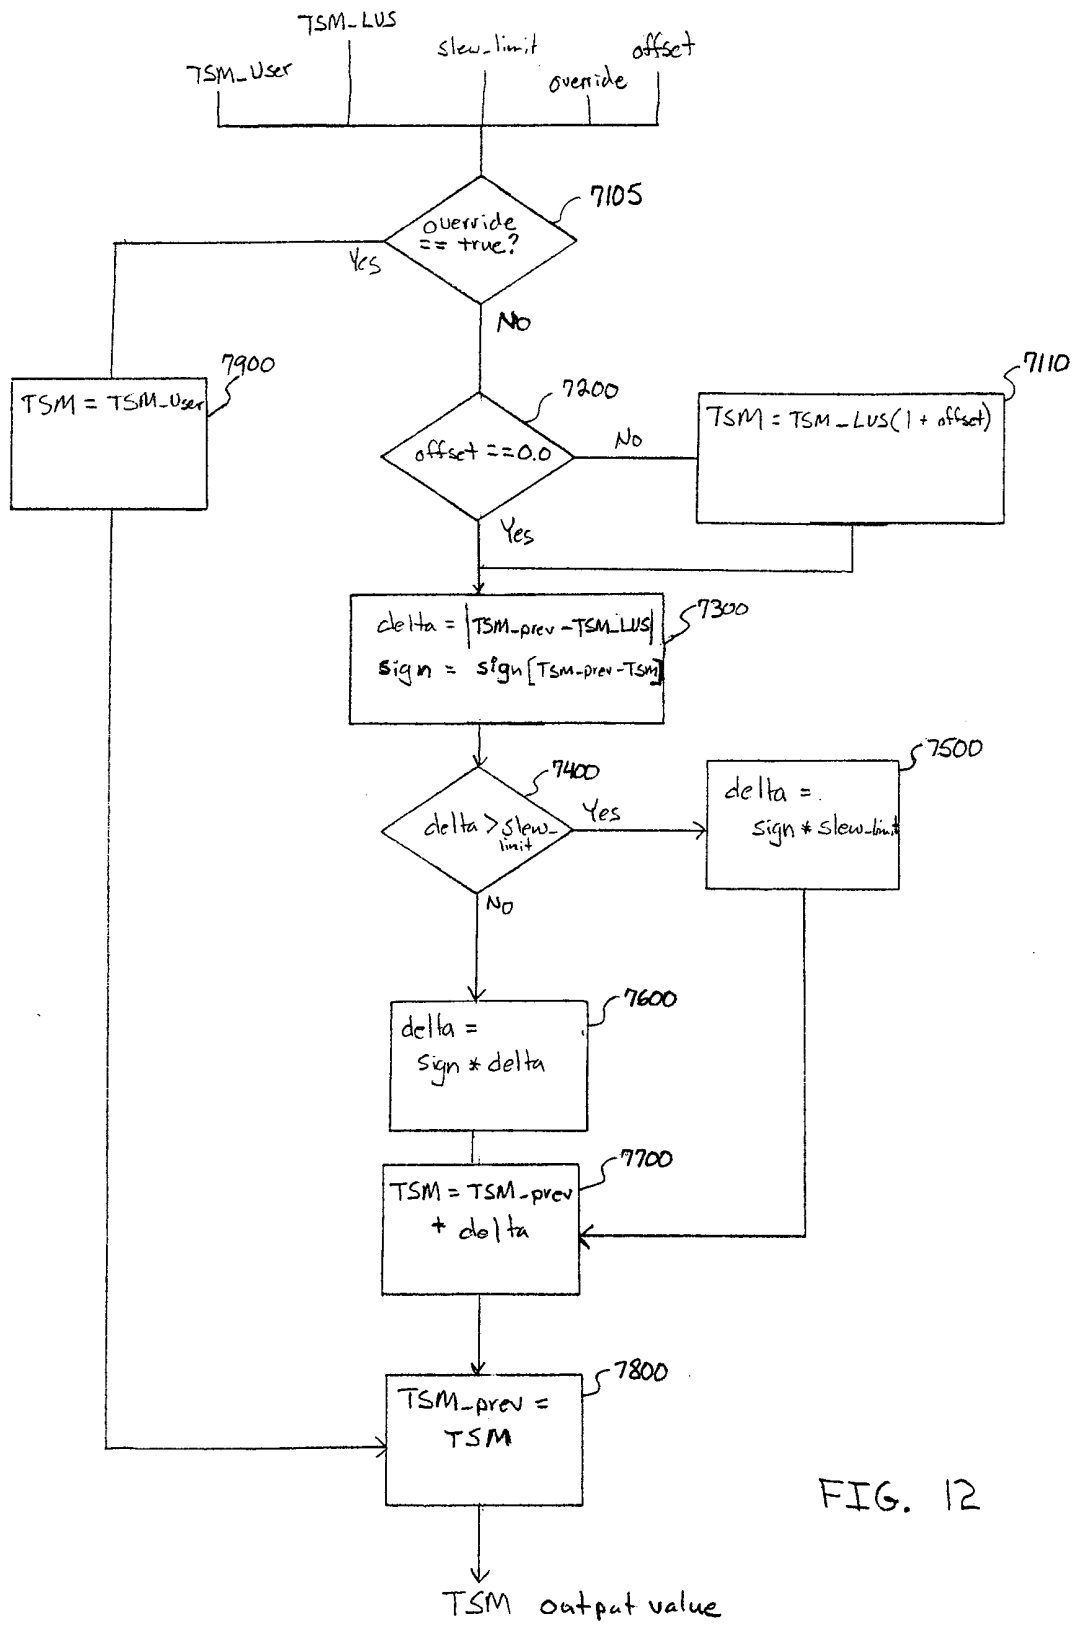 TSM_LUS
slew_limit
offset
TSM_User
override
7105
override
== true?
Yes
No
7900
TSM = TSM_User
7200
offset ==0.0
No
7110
TSM = TSM_LUS(1 + offset)
Yes
7300
delta = |TSM_prev-TSM_LUS|
sign = sign[TSM_prev-TSM]
7400
delta > slew_
limit
Yes
7500
delta =
sign * slew_limit
No
7600
delta =
sign * delta
7700
TSM = TSM_prev
+ delta
7800
TSM_prev =
TSM
FIG. 12
TSM output value